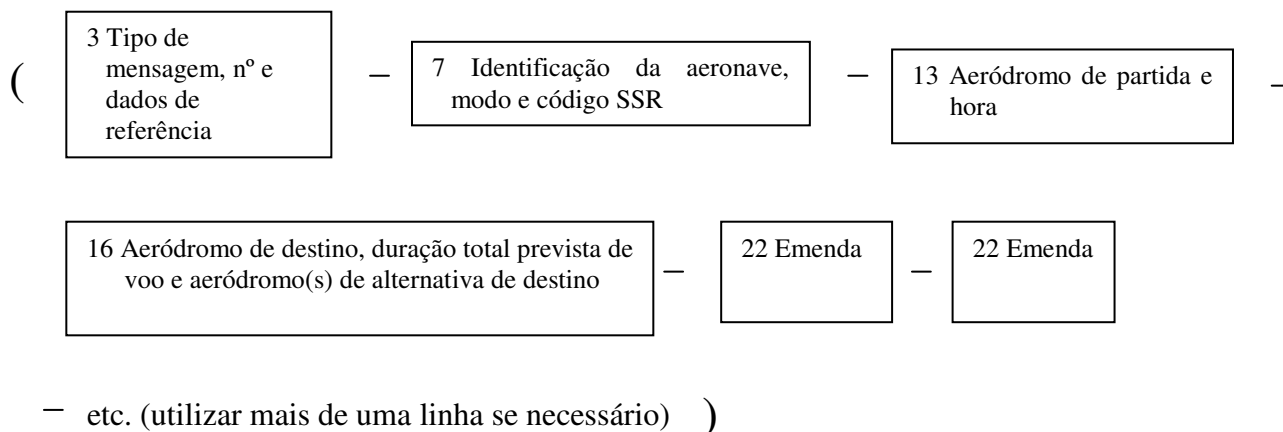 ( 3 Tipo de
mensagem, nº e
dados de
referência
– 7 Identificação da aeronave,
modo e código SSR
– 13 Aeródromo de partida e
hora
–
16 Aeródromo de destino, duração total prevista de
voo e aeródromo(s) de alternativa de destino
– 22 Emenda
– 22 Emenda
– etc. (utilizar mais de uma linha se necessário) )